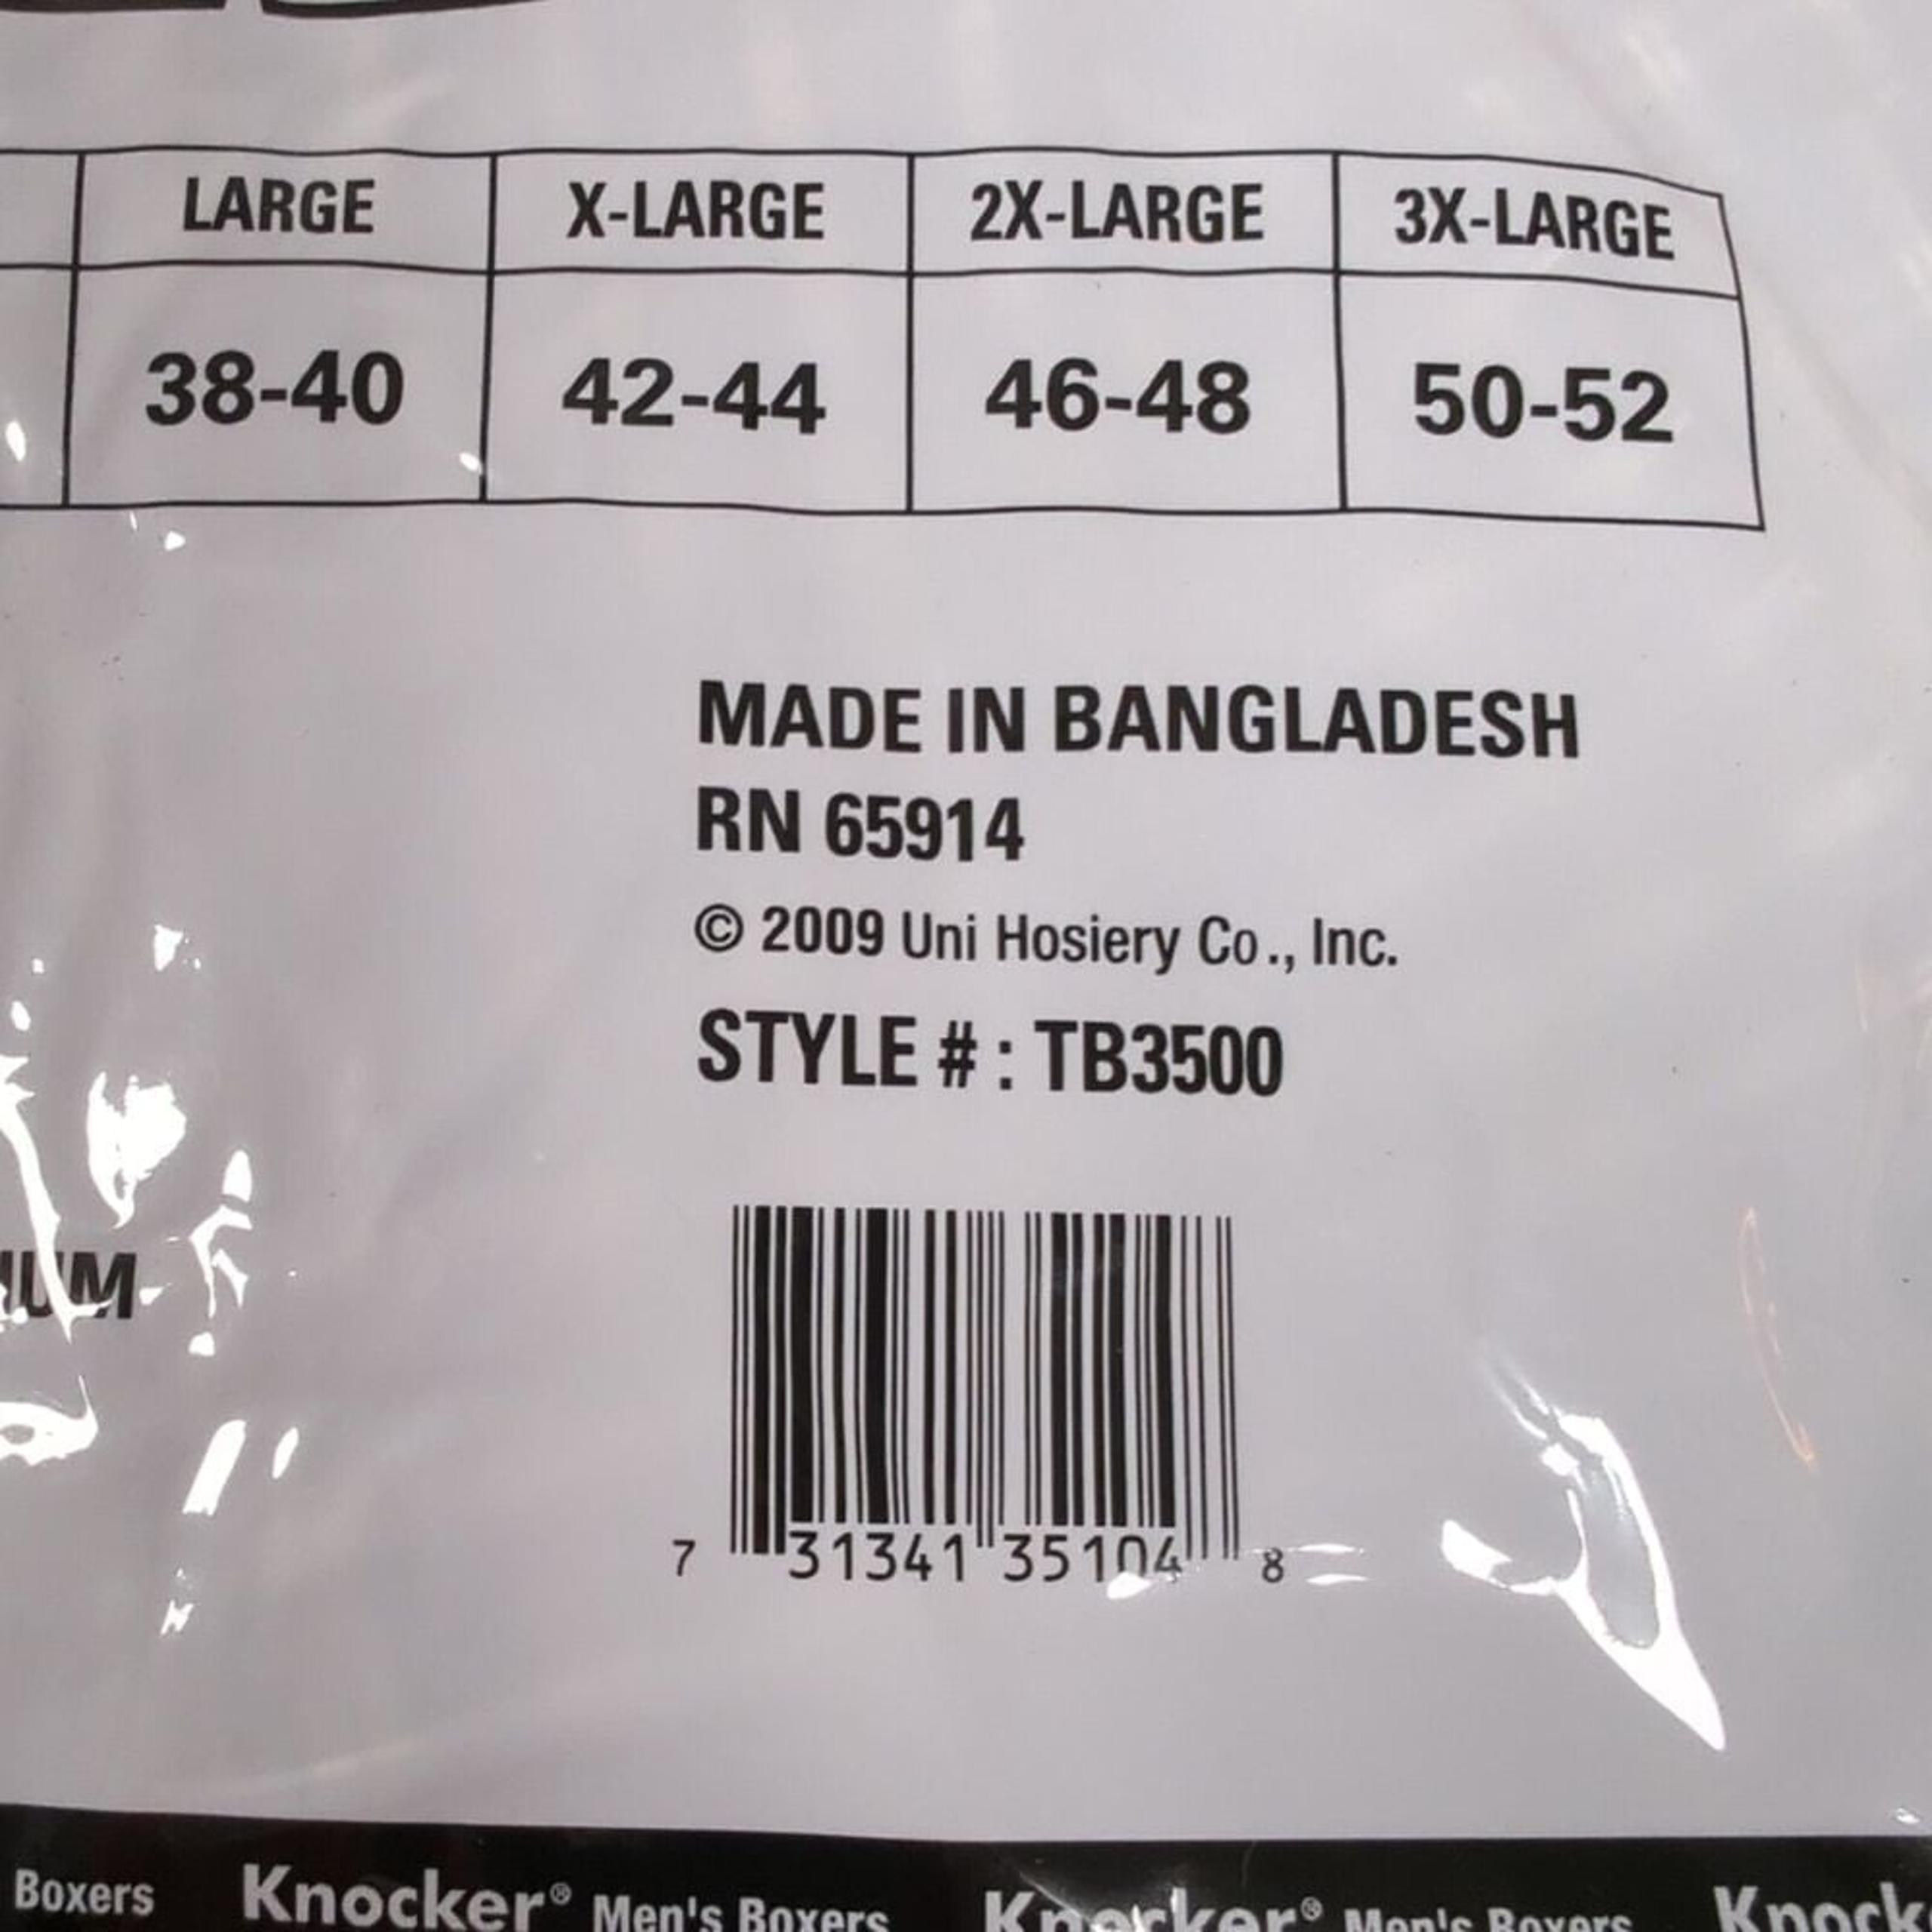 LARGE X-LARGE 2X-LARGE 3X-LARGE
38-40 42-44 46-48 50-52
MADE IN BANGLADESH
RN 65914
© 2009 Uni Hosiery Co., Inc.
STYLE # : TB3500
7 31341 35104 8
Boxers Knocker® Men's Boxers Knocker® Men's Boxers Knock